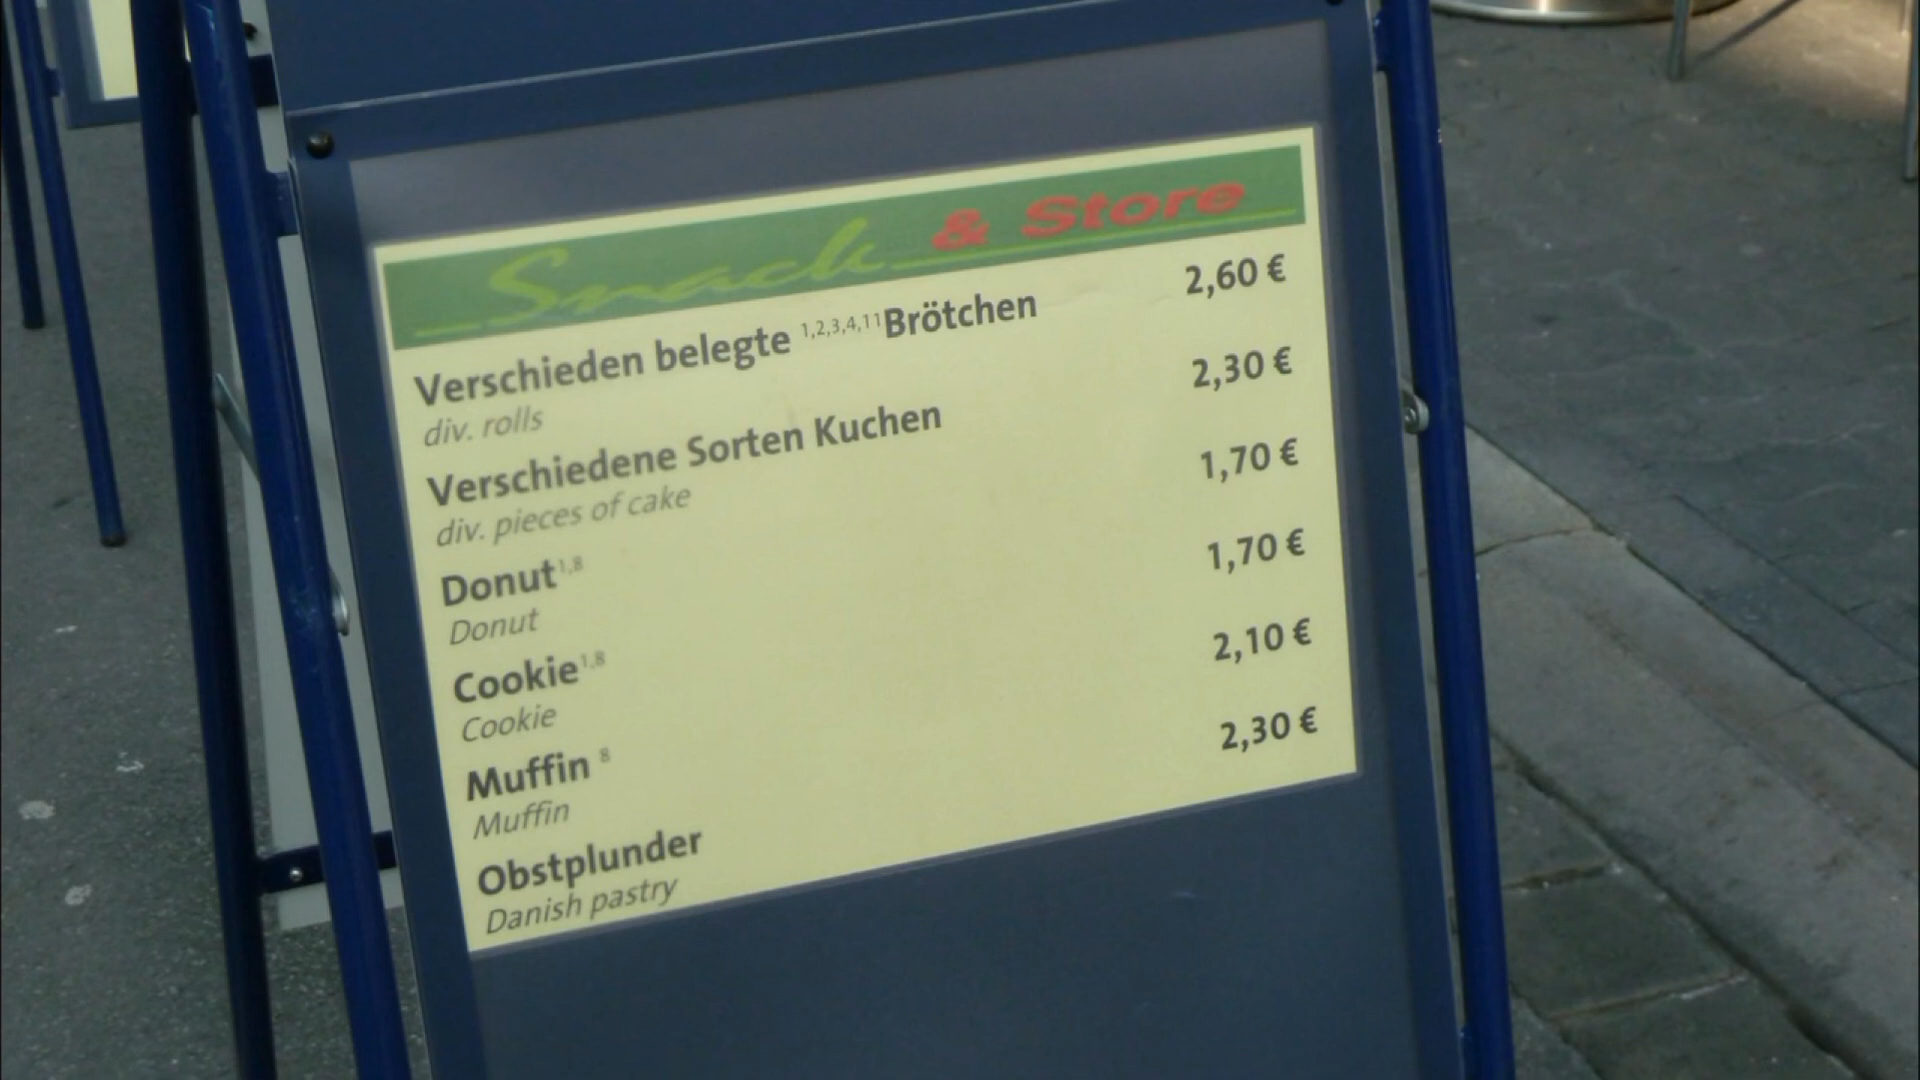 Snack & Store
Verschieden belegte 1,2,3,4,11 Brötchen 2,60 €
div. rolls
Verschiedene Sorten Kuchen 2,30 €
div. pieces of cake
Donut 1,8 1,70 €
Donut
Cookie 1,8 1,70 €
Cookie
Muffin 8 2,10 €
Muffin
Obstplunder 2,30 €
Danish pastry